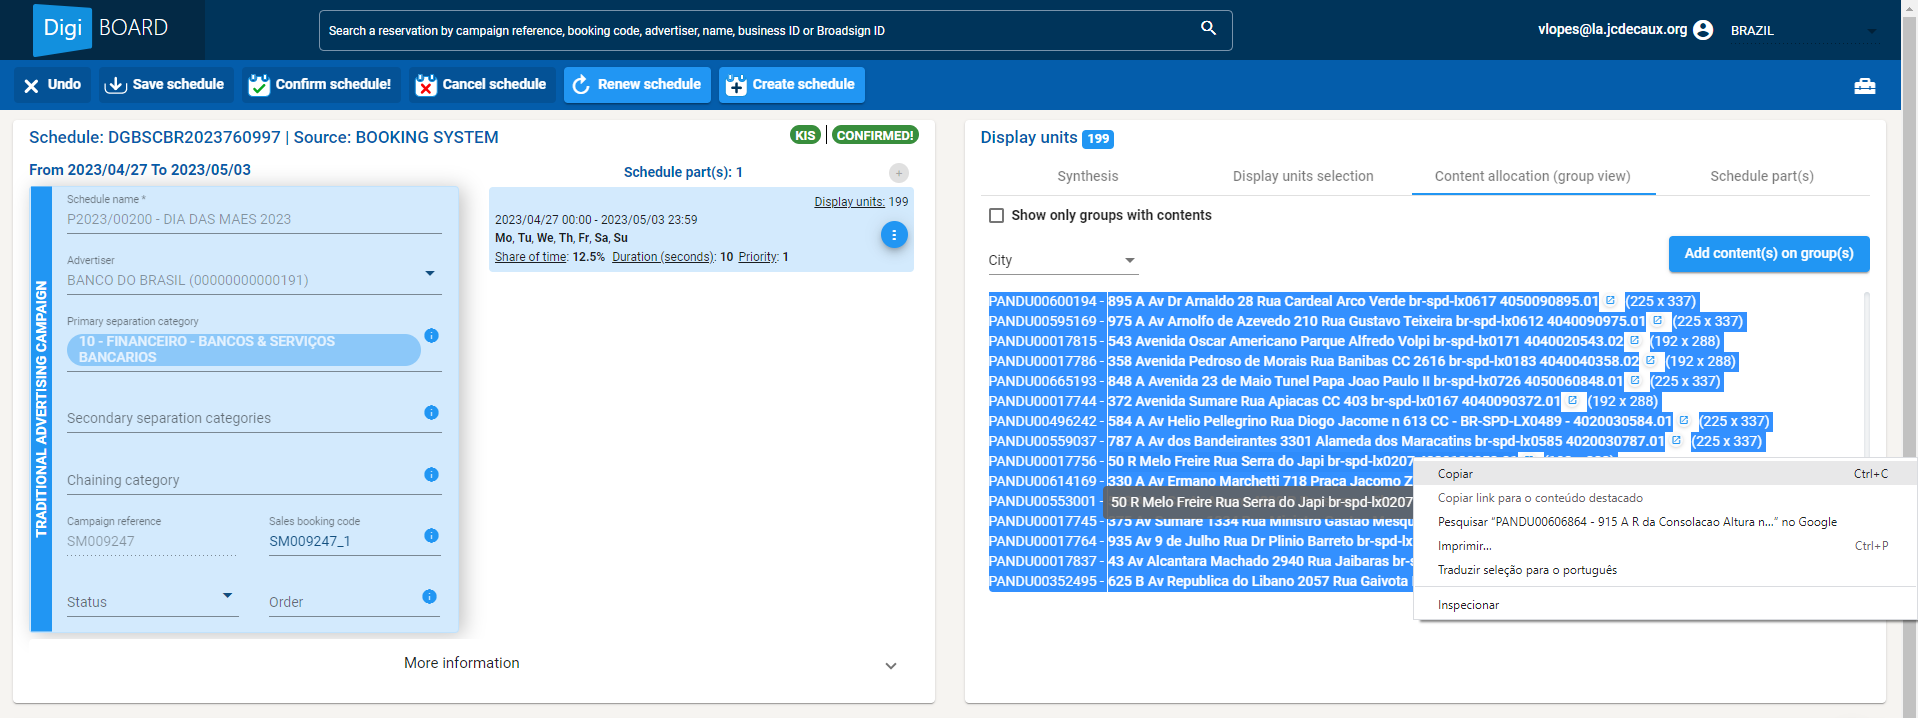 Digi BOARD
Search a reservation by campaign reference, booking code, advertiser, name, business ID or Broadsign ID
vlopes@la.jcdecaux.org
BRAZIL
Undo
Save schedule
Confirm schedule!
Cancel schedule
Renew schedule
Create schedule
Schedule: DGBSCBR2023760997 | Source: BOOKING SYSTEM
KIS | CONFIRMED!
From 2023/04/27 To 2023/05/03
TRADITIONAL ADVERTISING CAMPAIGN
Schedule name *
P2023/00200 - DIA DAS MAES 2023
Advertiser
BANCO DO BRASIL (00000000000191)
Primary separation category
10 - FINANCEIRO - BANCOS & SERVIÇOS
BANCARIOS
Secondary separation categories
Chaining category
Campaign reference
SM009247
Sales booking code
SM009247_1
Status
Order
Schedule part(s): 1
Display units: 199
2023/04/27 00:00 - 2023/05/03 23:59
Mo, Tu, We, Th, Fr, Sa, Su
Share of time: 12.5% Duration (seconds): 10 Priority: 1
More information
Display units 199
Synthesis
Display units selection
Content allocation (group view)
Schedule part(s)
Show only groups with contents
City
Add content(s) on group(s)
PANDU00600194 - 895 A Av Dr Arnaldo 28 Rua Cardeal Arco Verde br-spd-lx0617 4050090895.01 (225 x 337)
PANDU00595169 - 975 A Av Arnolfo de Azevedo 210 Rua Gustavo Teixeira br-spd-lx0612 4040090975.01 (225 x 337)
PANDU00017815 - 543 Avenida Oscar Americano Parque Alfredo Volpi br-spd-lx0171 4040020543.02 (192 x 288)
PANDU00017786 - 358 Avenida Pedroso de Morais Rua Banibas CC 2616 br-spd-lx0183 4040040358.02 (192 x 288)
PANDU00665193 - 848 A Avenida 23 de Maio Tunel Papa Joao Paulo II br-spd-lx0726 4050060848.01 (225 x 337)
PANDU00017744 - 372 Avenida Sumare Rua Apiacas CC 403 br-spd-lx0167 4040090372.01 (192 x 288)
PANDU00496242 - 584 A Av Helio Pellegrino Rua Diogo Jacome n 613 CC - BR-SPD-LX0489 - 4020030584.01 (225 x 337)
PANDU00559037 - 787 A Av dos Bandeirantes 3301 Alameda dos Maracatins br-spd-lx0585 4020030787.01 (225 x 337)
PANDU00017756 - 50 R Melo Freire Rua Serra do Japi br-spd-lx0207
PANDU00614169 - 330 A Av Ermano Marchetti 718 Praca Jacomo
PANDU00553001 -
50 R Melo Freire Rua Serra do Japi br-spd-lx0207
PANDU00017745 - 375 Av Sumare 1334 Rua Ministro Gastao
PANDU00017764 - 935 Av 9 de Julho Rua Dr Plinio Barreto br-spd-lx
PANDU00017837 - 43 Av Alcantara Machado 2940 Rua Jaibaras br-
PANDU00352495 - 625 B Av Republica do Libano 2057 Rua Gaivota
Copiar Ctrl+C
Copiar link para o conteúdo destacado
Pesquisar “PANDU00606864 - 915 A R da Consolacao Altura n...” no Google
Imprimir... Ctrl+P
Traduzir seleção para o português
Inspecionar